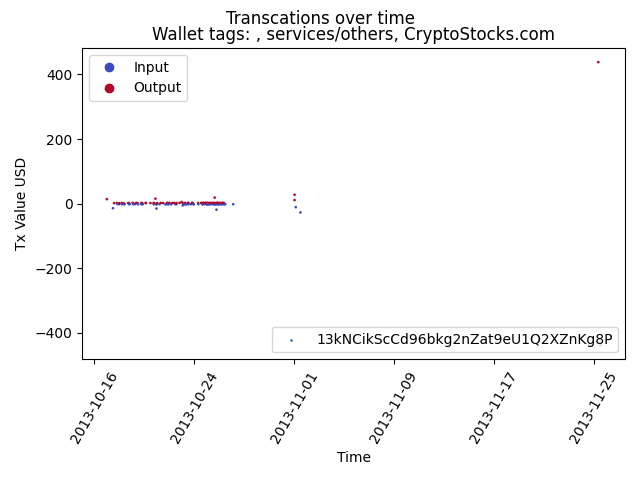 Transcations over time
Wallet tags: , services/others, CryptoStocks.com
Input
Output
400
200
0
−200
−400
Tx Value USD
13kNCikScCd96bkg2nZat9eU1Q2XZnKg8P
2013-10-16
2013-10-24
2013-11-01
2013-11-09
2013-11-17
2013-11-25
Time